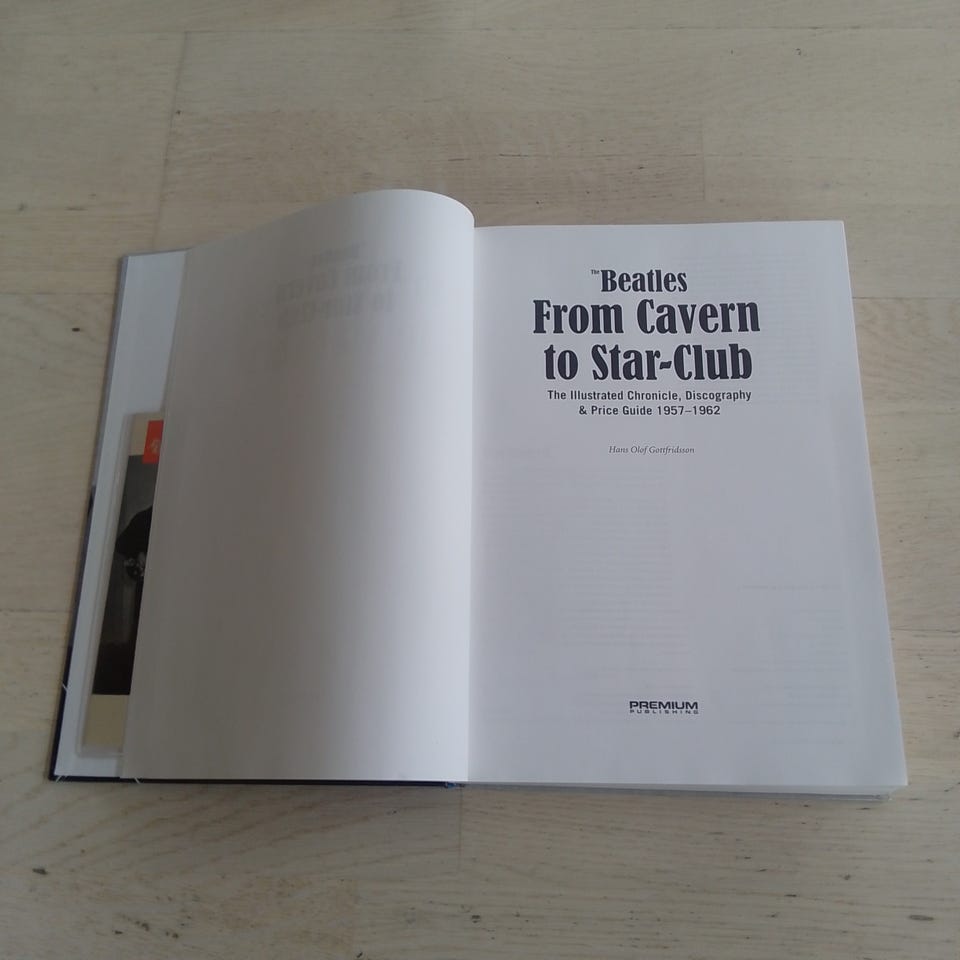 The Beatles
From Cavern
to Star-Club
The Illustrated Chronicle, Discography
& Price Guide 1957–1962
Hans Olof Gottfridsson
PREMIUM
PUBLISHING